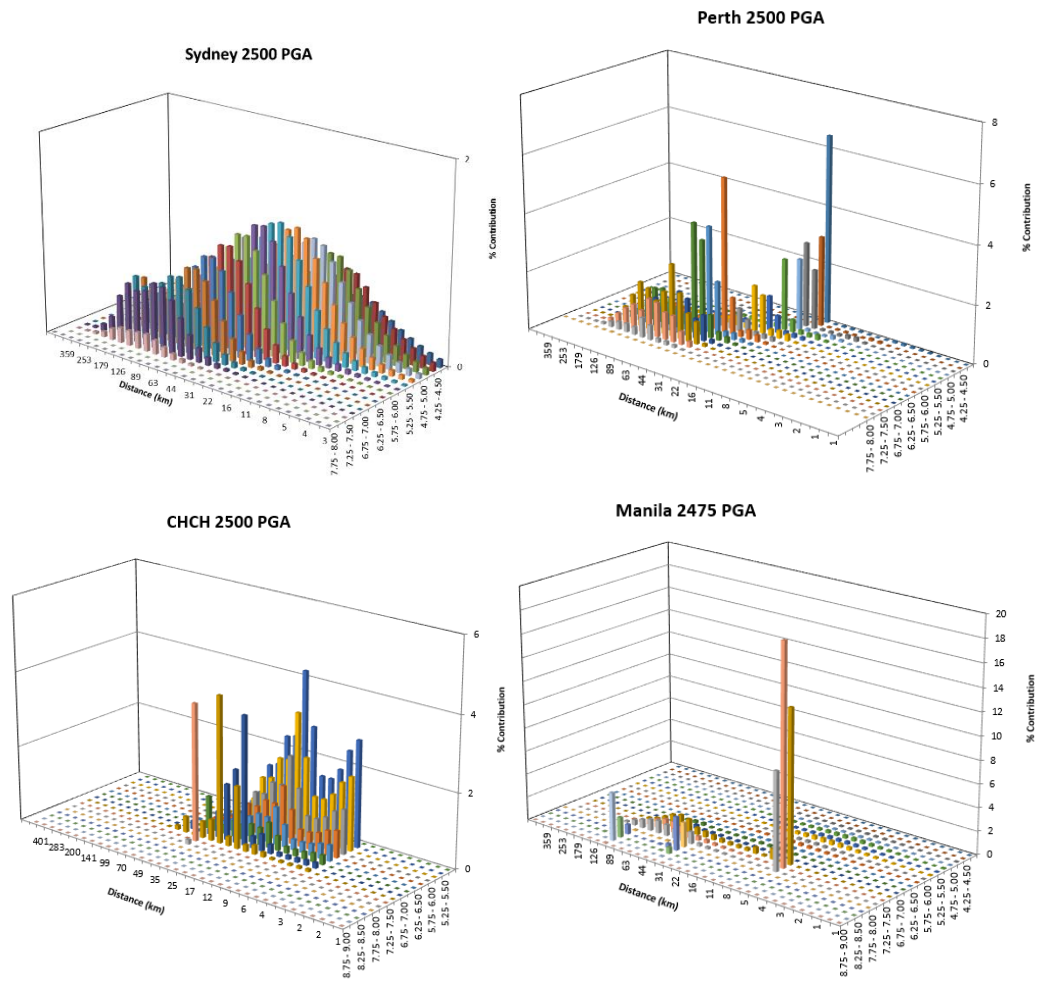 Sydney 2500 PGA
2
% Contribution
0
359
253
179
126
89
63
44
31
22
16
11
8
5
4
3
Distance (km)
7.75 - 8.00
7.25 - 7.50
6.75 - 7.00
6.25 - 6.50
5.75 - 6.00
5.25 - 5.50
4.75 - 5.00
4.25 - 4.50
Perth 2500 PGA
8
6
4
2
0
% Contribution
359
253
179
126
89
63
44
31
22
16
11
8
5
4
3
2
1
1
Distance (km)
7.75 - 8.00
7.25 - 7.50
6.75 - 7.00
6.25 - 6.50
5.75 - 6.00
5.25 - 5.50
4.75 - 5.00
4.25 - 4.50
CHCH 2500 PGA
6
4
2
0
% Contribution
401
283
200
141
99
70
49
35
25
17
12
9
6
4
3
2
2
1
Distance (km)
8.75 - 9.00
8.25 - 8.50
7.75 - 8.00
7.25 - 7.50
6.75 - 7.00
6.25 - 6.50
5.75 - 6.00
5.25 - 5.50
Manila 2475 PGA
20
18
16
14
12
10
8
6
4
2
0
% Contribution
359
253
179
126
89
63
44
31
22
16
11
8
5
4
3
2
1
1
Distance (km)
8.75 - 9.00
8.25 - 8.50
7.75 - 8.00
7.25 - 7.50
6.75 - 7.00
6.25 - 6.50
5.75 - 6.00
5.25 - 5.50
4.75 - 5.00
4.25 - 4.50